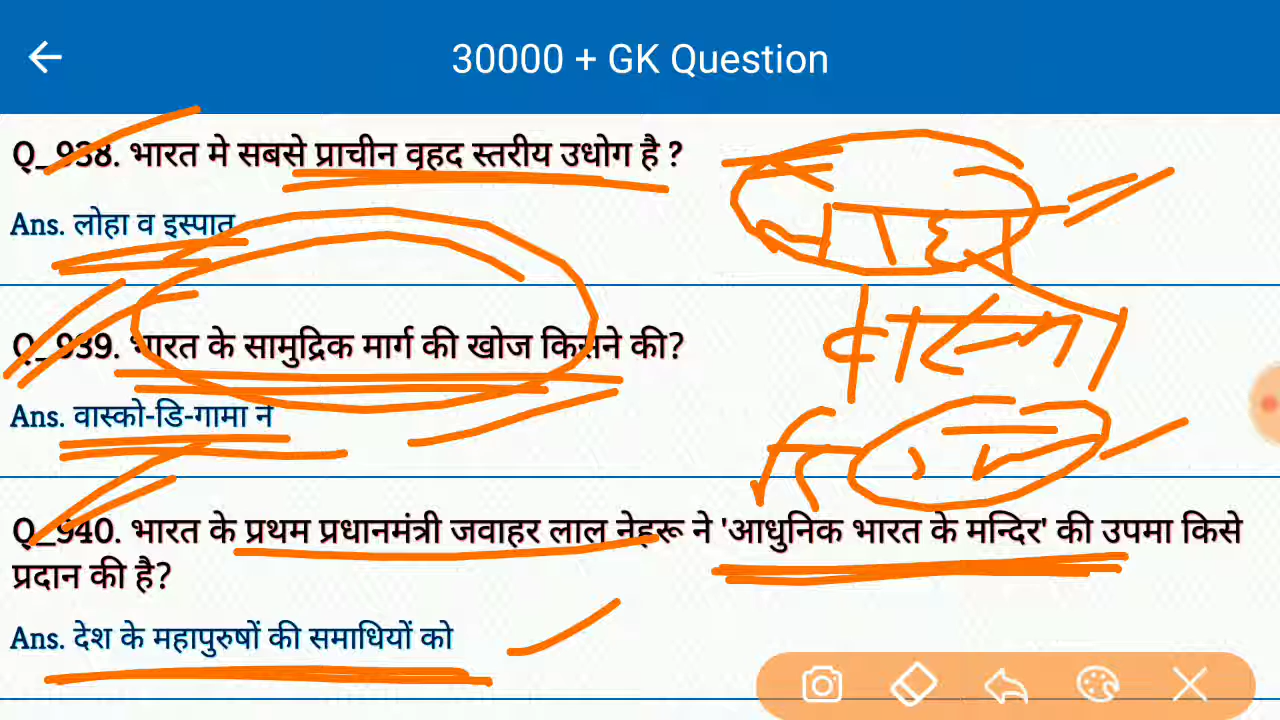 30000 + GK Question
Q_938. भारत मे सबसे प्राचीन वृहद स्तरीय उधोग है ?
Ans. लोहा व इस्पात
Q_939. भारत के सामुद्रिक मार्ग की खोज किसने की?
Ans. वास्को-डि-गामा ने
Q_940. भारत के प्रथम प्रधानमंत्री जवाहर लाल नेहरू ने 'आधुनिक भारत के मन्दिर' की उपमा किसे
प्रदान की है?
Ans. देश के महापुरुषों की समाधियों को